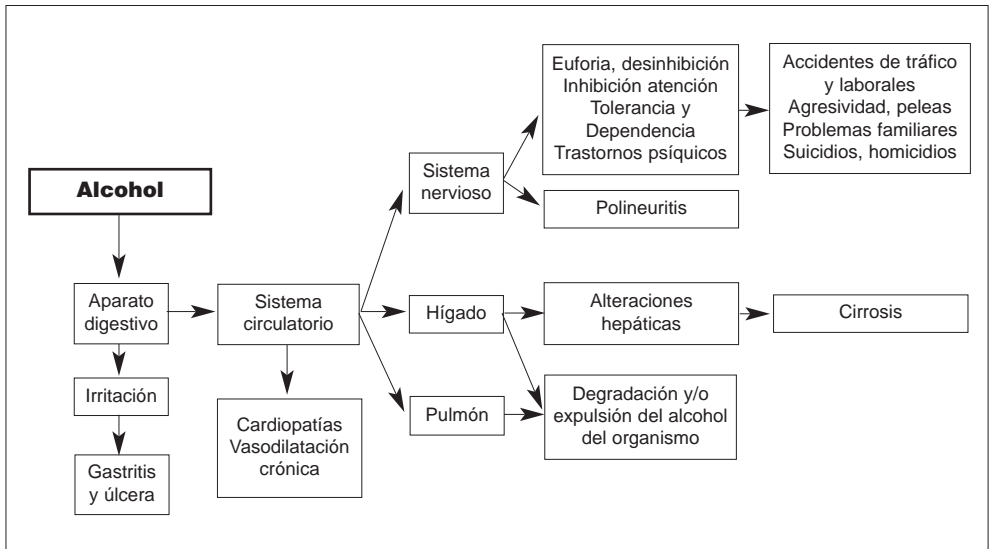 Alcohol
Aparato
digestivo
Irritación
Gastritis
y úlcera
Sistema
circulatorio
Cardiopatías
Vasodilatación
crónica
Sistema
nervioso
Euforia, desinhibición
Inhibición atención
Tolerancia y
Dependencia
Trastornos psíquicos
Accidentes de tráfico
y laborales
Agresividad, peleas
Problemas familiares
Suicidios, homicidios
Polineuritis
Hígado
Alteraciones
hepáticas
Cirrosis
Pulmón
Degradación y/o
expulsión del alcohol
del organismo